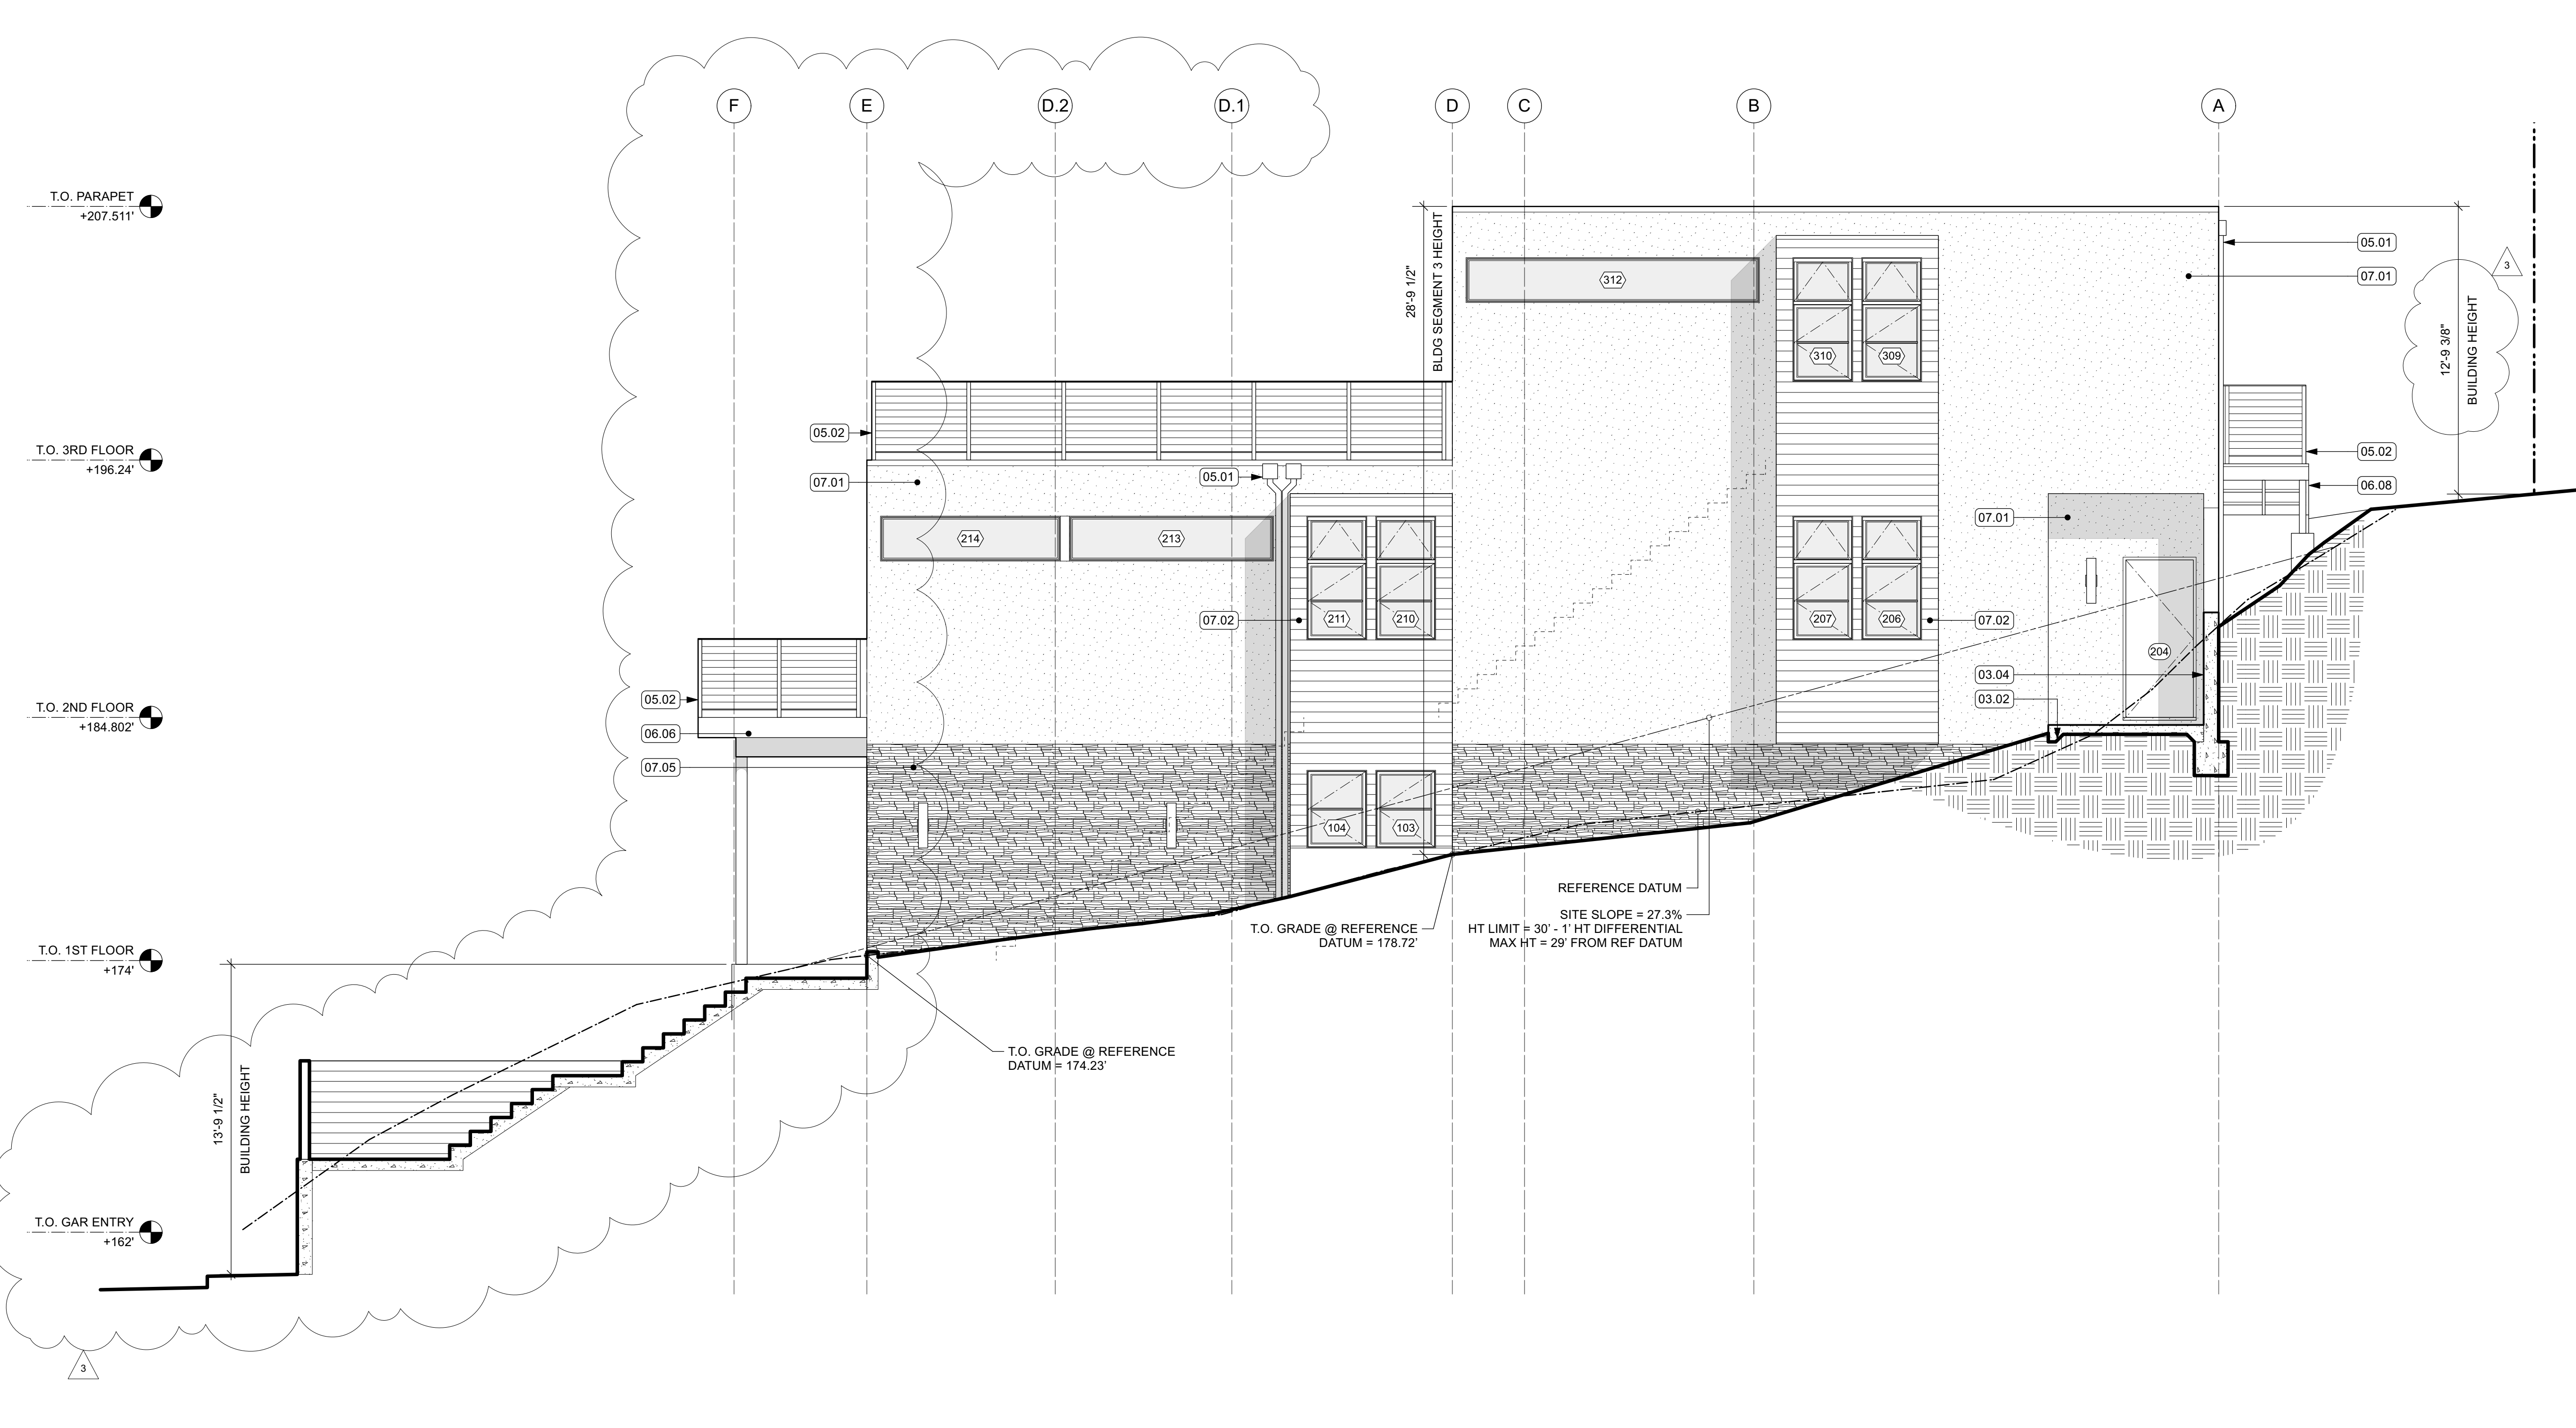 F
E
D.2
D.1
D
C
B
A
T.O. PARAPET
+207.511'
T.O. 3RD FLOOR
+196.24'
T.O. 2ND FLOOR
+184.802'
T.O. 1ST FLOOR
+174'
T.O. GAR ENTRY
+162'
28'-9 1/2"
BLDG SEGMENT 3 HEIGHT
312
310
309
05.01
07.01
3
12'-9 3/8"
BUILDING HEIGHT
05.02
06.08
05.02
07.01
05.01
214
213
211
210
07.02
207
206
07.02
07.01
204
03.04
03.02
05.02
06.06
07.05
104
103
REFERENCE DATUM
SITE SLOPE = 27.3%
HT LIMIT = 30' - 1' HT DIFFERENTIAL
MAX HT = 29' FROM REF DATUM
T.O. GRADE @ REFERENCE
DATUM = 178.72'
T.O. GRADE @ REFERENCE
DATUM = 174.23'
13'-9 1/2"
BUILDING HEIGHT
3